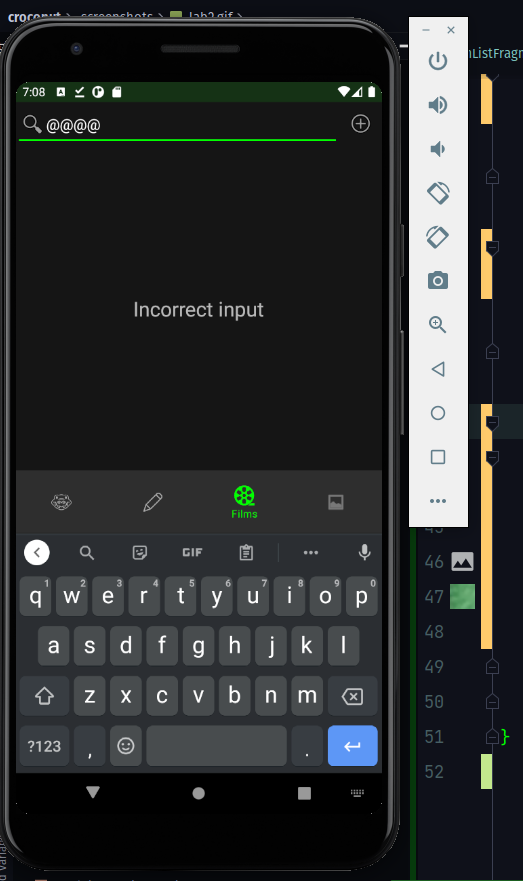 croconut > screenshots > lab2.gif >
nListFragm
7:08
@@@@
Incorrect input
Films
GIF
q1 w2 e3 r4 t5 y6 u7 i8 o9 p0
a s d f g h j k l
z x c v b n m
?123 , .
46
47
48
49
50
51 }
52